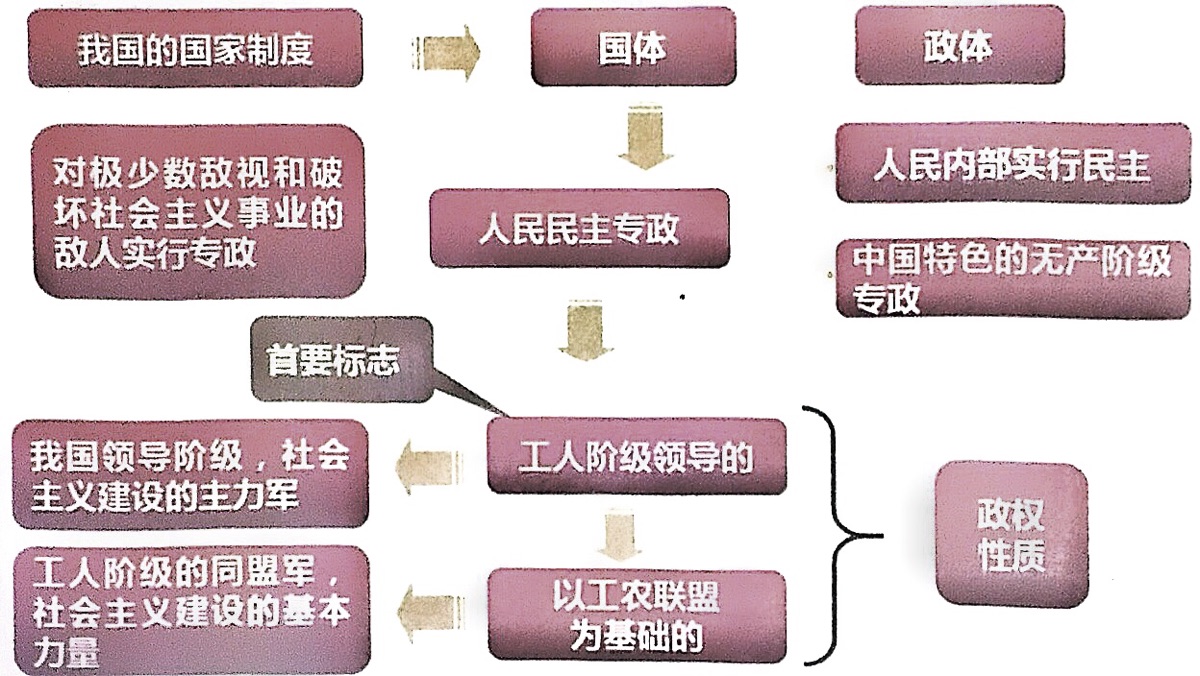 我国的国家制度
国体
政体
对极少数敌视和破
坏社会主义事业的
敌人实行专政
人民民主专政
人民内部实行民主
中国特色的无产阶级
专政
首要标志
我国领导阶级，社会
主义建设的主力军
工人阶级领导的
政权
性质
工人阶级的同盟军，
社会主义建设的基本
力量
以工农联盟
为基础的